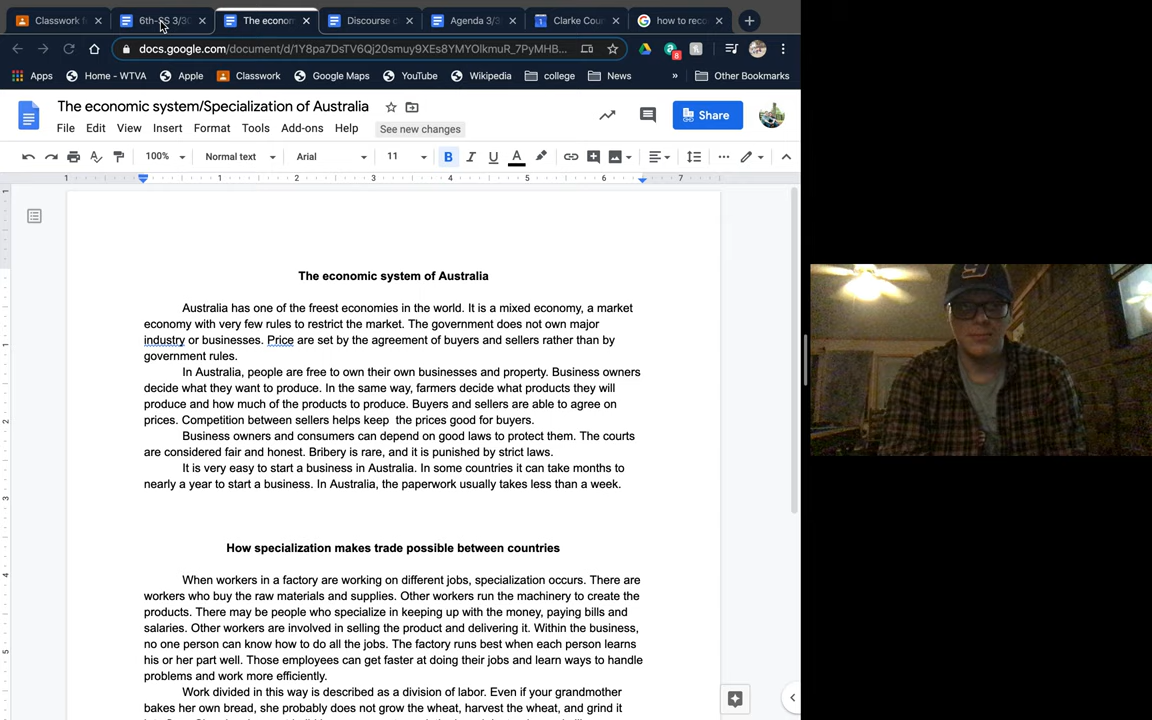 Classwork f
6th-SS 3/30
The econom
Discourse o
Agenda 3/3
Clarke Coun
how to reco
docs.google.com/document/d/1Y8pa7DsTV6Qj20smuy9XEs8YMYOlkmuR_7PyMHB...
8
Apps
Home - WTVA
Apple
Classwork
Google Maps
YouTube
Wikipedia
college
News
»
Other Bookmarks
The economic system/Specialization of Australia
File Edit View Insert Format Tools Add-ons Help See new changes
Share
100% Normal text Arial 11 B I U A
1 1 2 3 4 5 6 7
The economic system of Australia
Australia has one of the freest economies in the world. It is a mixed economy, a market
economy with very few rules to restrict the market. The government does not own major
industry or businesses. Price are set by the agreement of buyers and sellers rather than by
government rules.
In Australia, people are free to own their own businesses and property. Business owners
decide what they want to produce. In the same way, farmers decide what products they will
produce and how much of the products to produce. Buyers and sellers are able to agree on
prices. Competition between sellers helps keep  the prices good for buyers.
Business owners and consumers can depend on good laws to protect them. The courts
are considered fair and honest. Bribery is rare, and it is punished by strict laws.
It is very easy to start a business in Australia. In some countries it can take months to
nearly a year to start a business. In Australia, the paperwork usually takes less than a week.
How specialization makes trade possible between countries
When workers in a factory are working on different jobs, specialization occurs. There are
workers who buy the raw materials and supplies. Other workers run the machinery to create the
products. There may be people who specialize in keeping up with the money, paying bills and
salaries. Other workers are involved in selling the product and delivering it. Within the business,
no one person can know how to do all the jobs. The factory runs best when each person learns
his or her part well. Those employees can get faster at doing their jobs and learn ways to handle
problems and work more efficiently.
Work divided in this way is described as a division of labor. Even if your grandmother
bakes her own bread, she probably does not grow the wheat, harvest the wheat, and grind it